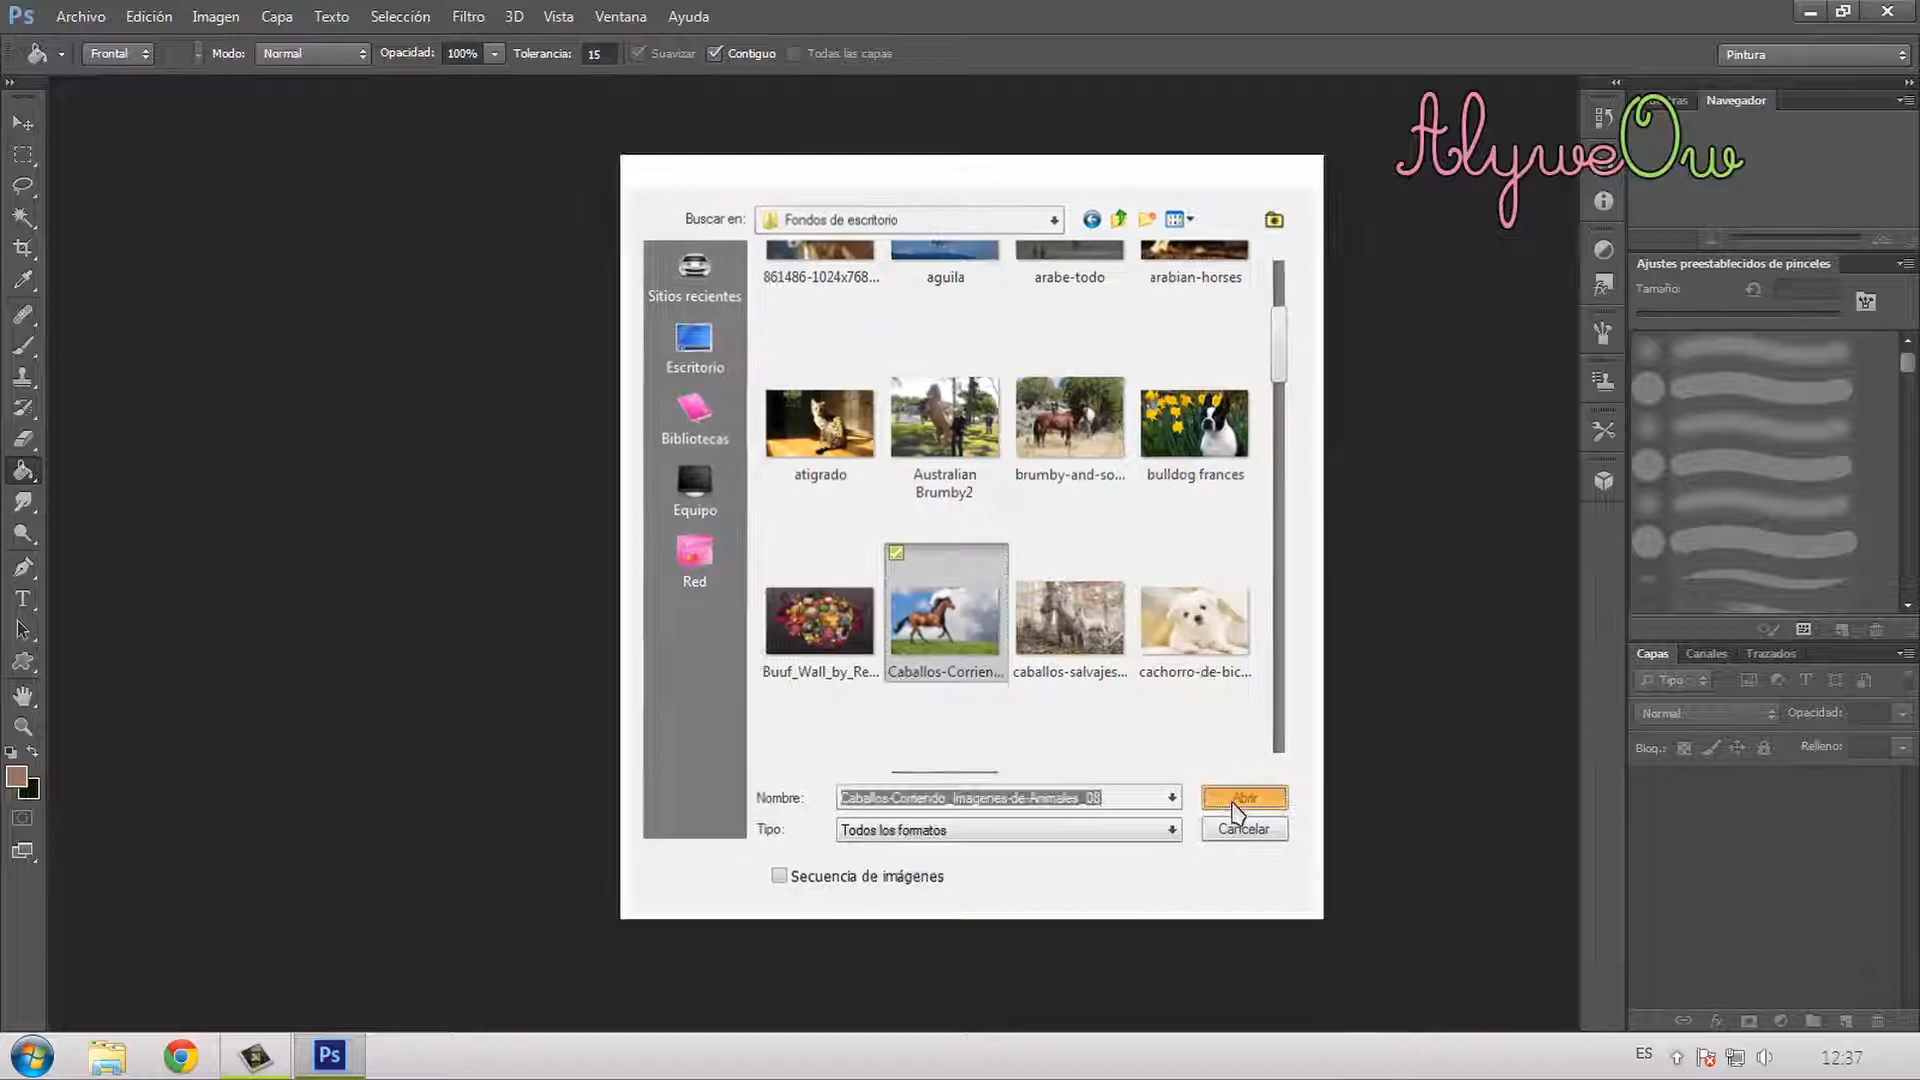 Ps Archivo Edición Imagen Capa Texto Selección Filtro 3D Vista Ventana Ayuda
Frontal Modo: Normal Opacidad: 100% Tolerancia: 15 Suavizar Contiguo Todas las capas Pintura
AlyweOw
Navegador
Buscar en: Fondos de escritorio
861486-1024x768... aguila arabe-todo arabian-horses
Sitios recientes
Escritorio
Bibliotecas
Equipo
Red
atigrado Australian Brumby2 brumby-and-so... bulldog frances
Buuf_Wall_by_Re... Caballos-Corrien... caballos-salvajes... cachorro-de-bic...
Nombre: Caballos-Corriendo_Imagenes-de-Animales_08 Abrir
Tipo: Todos los formatos Cancelar
Secuencia de imágenes
Ajustes preestablecidos de pinceles
Tamaño:
Capas Canales Trazados
Tipo
Normal Opacidad:
Bloq.: Relleno:
Ps ES 12:37